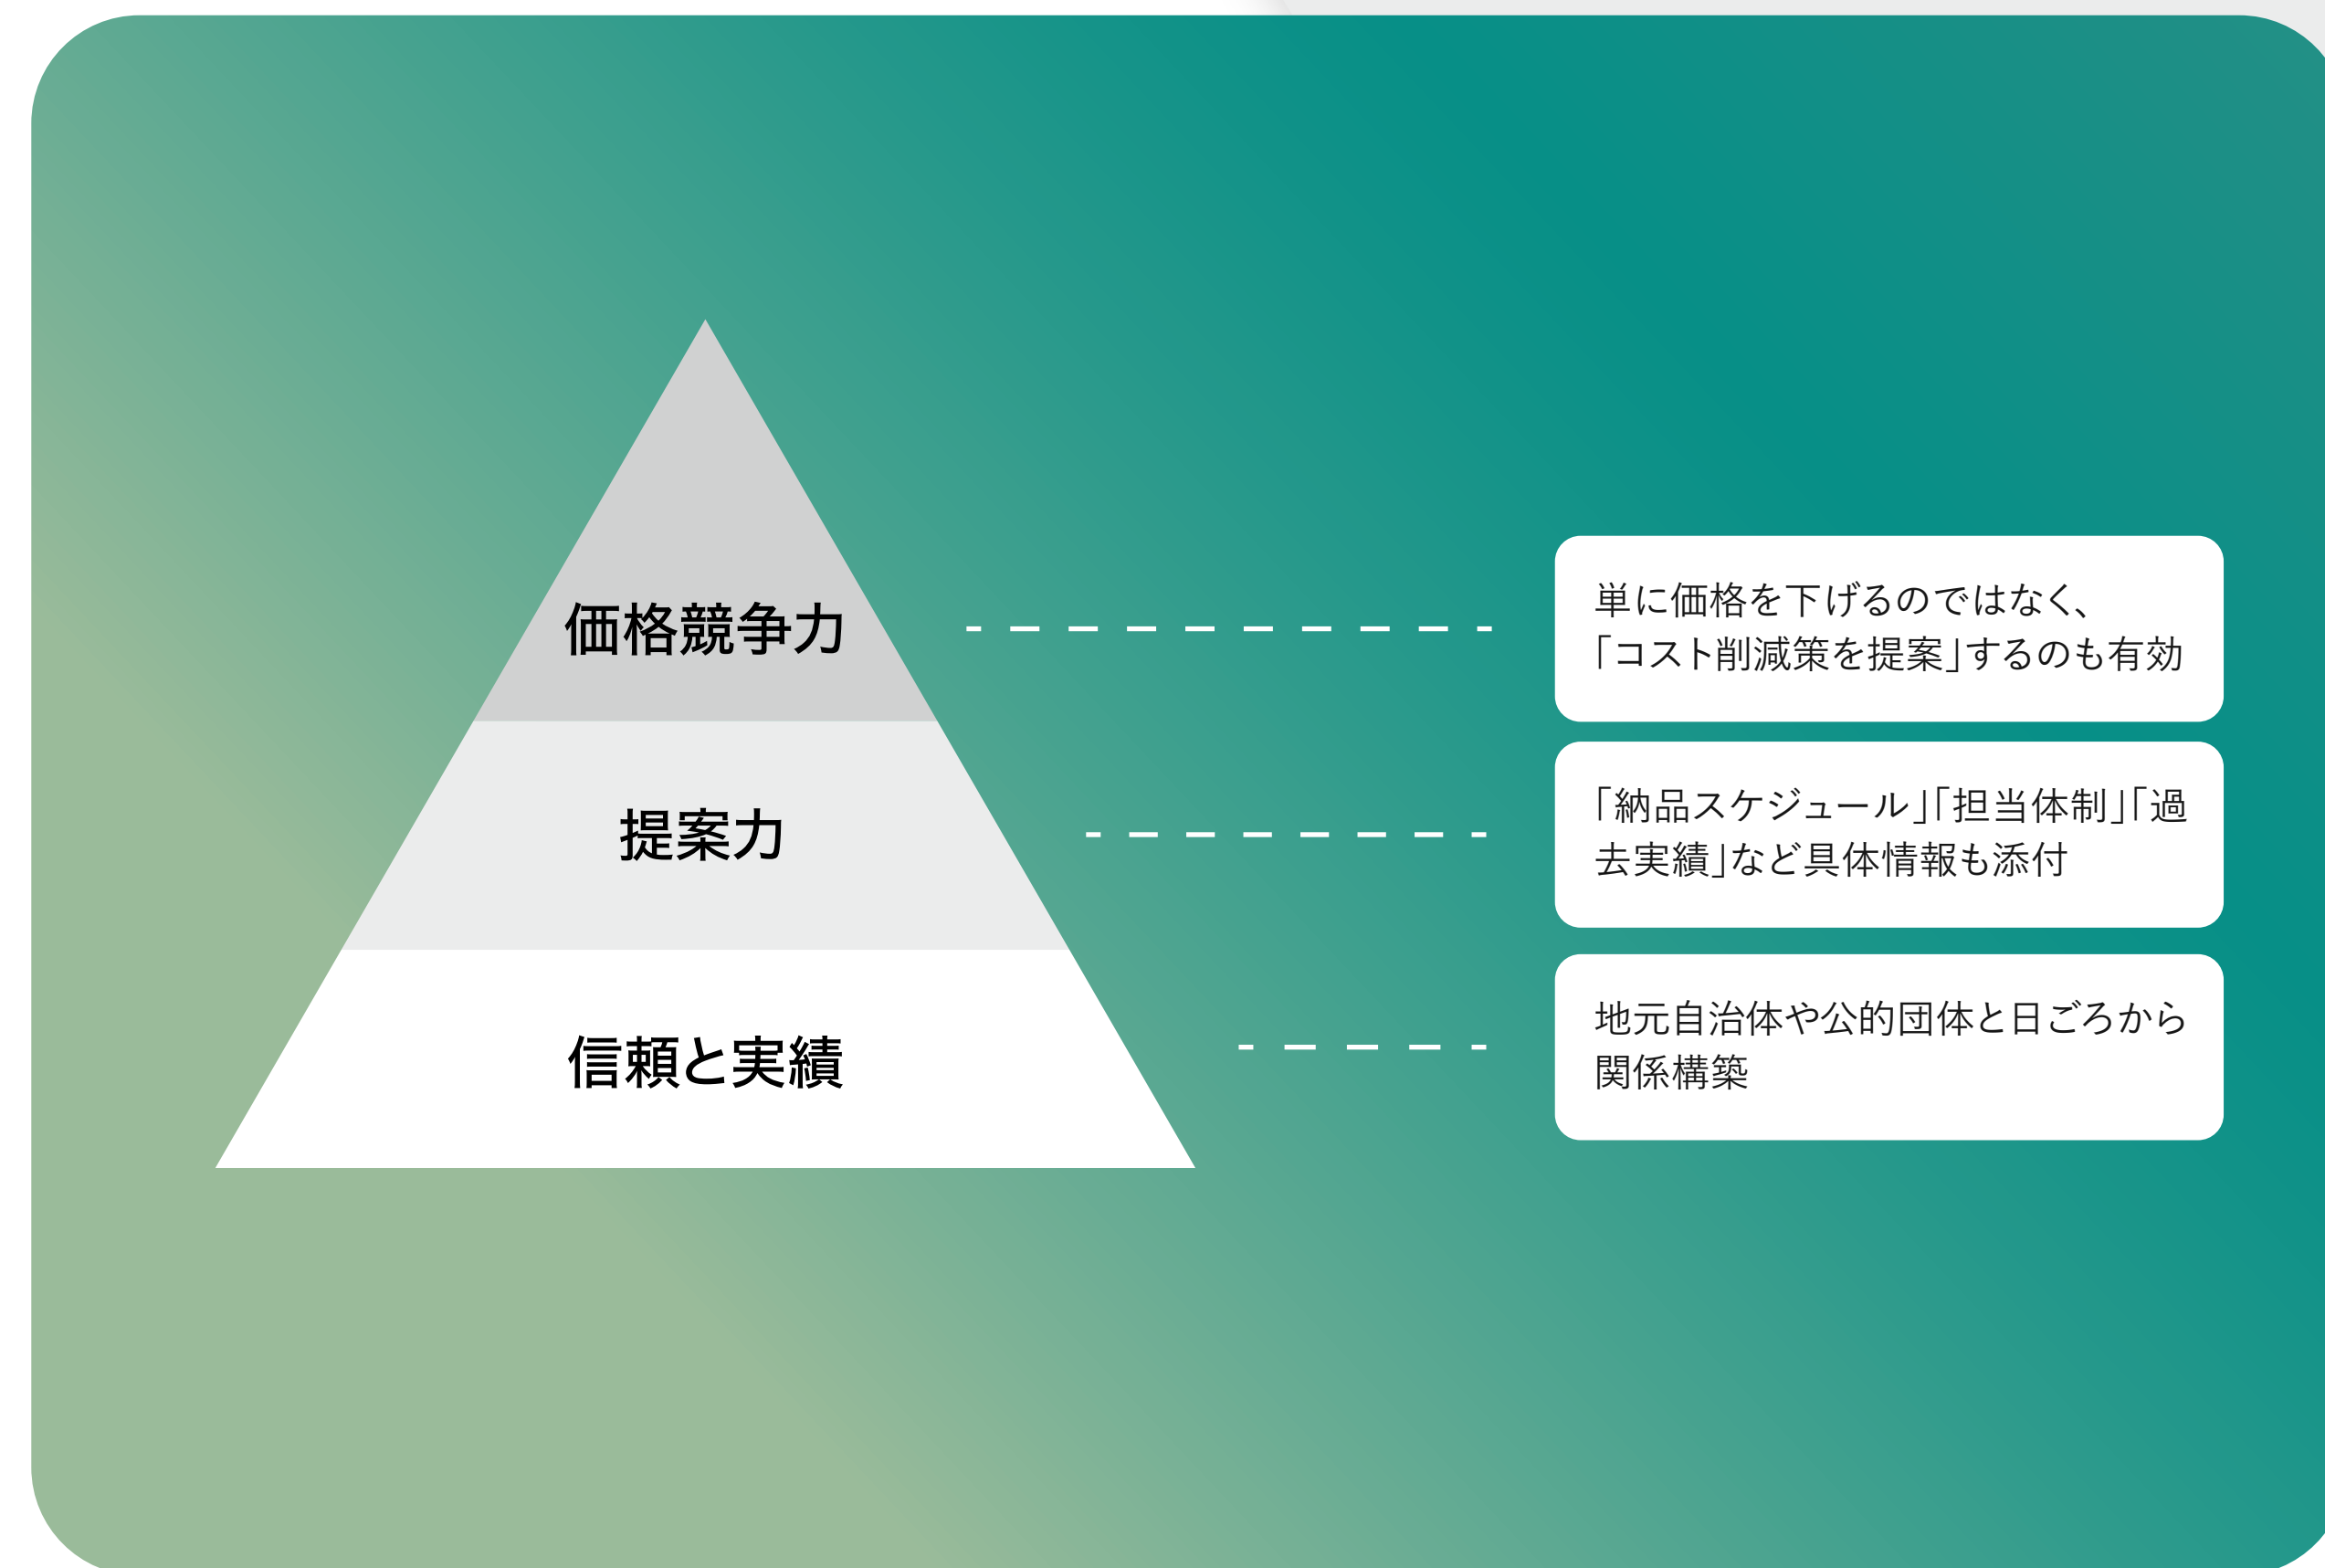 価格競争力
単に価格を下げるのではなく、
「コスト削減策を提案」するのも有効
提案力
「納品スケジュール」「担当体制」「過
去実績」など具体情報も添付
信頼と実績
地元自治体や公的団体と日ごろから
関係構築